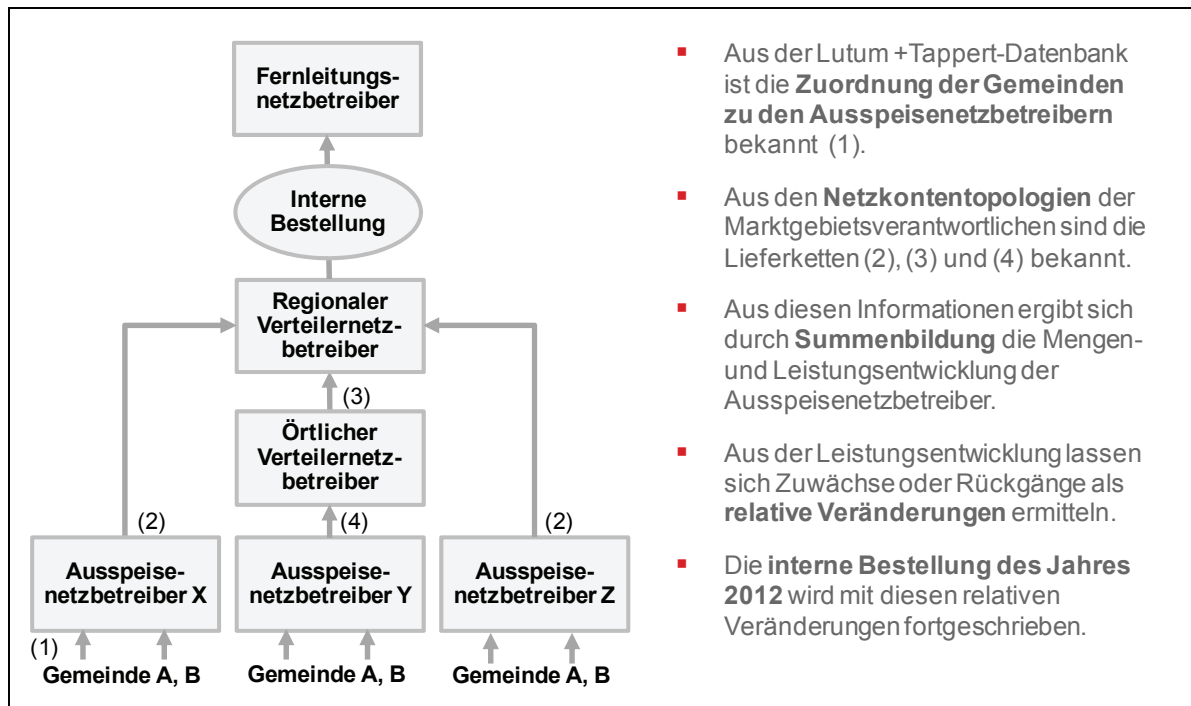 Fernleitungs-
netzbetreiber
Interne
Bestellung
Regionaler
Verteilernetz-
betreiber
(3)
Örtlicher
Verteilernetz-
betreiber
(2)
(4)
(2)
Ausspeise-
netzbetreiber X
Ausspeise-
netzbetreiber Y
Ausspeise-
netzbetreiber Z
(1)
Gemeinde A, B
Gemeinde A, B
Gemeinde A, B
▪ Aus der Lutum +Tappert-Datenbank
ist die Zuordnung der Gemeinden
zu den Ausspeisenetzbetreibern
bekannt (1).
▪ Aus den Netzkontentopologien der
Marktgebietsverantwortlichen sind die
Lieferketten (2), (3) und (4) bekannt.
▪ Aus diesen Informationen ergibt sich
durch Summenbildung die Mengen-
und Leistungsentwicklung der
Ausspeisenetzbetreiber.
▪ Aus der Leistungsentwicklung lassen
sich Zuwächse oder Rückgänge als
relative Veränderungen ermitteln.
▪ Die interne Bestellung des Jahres
2012 wird mit diesen relativen
Veränderungen fortgeschrieben.